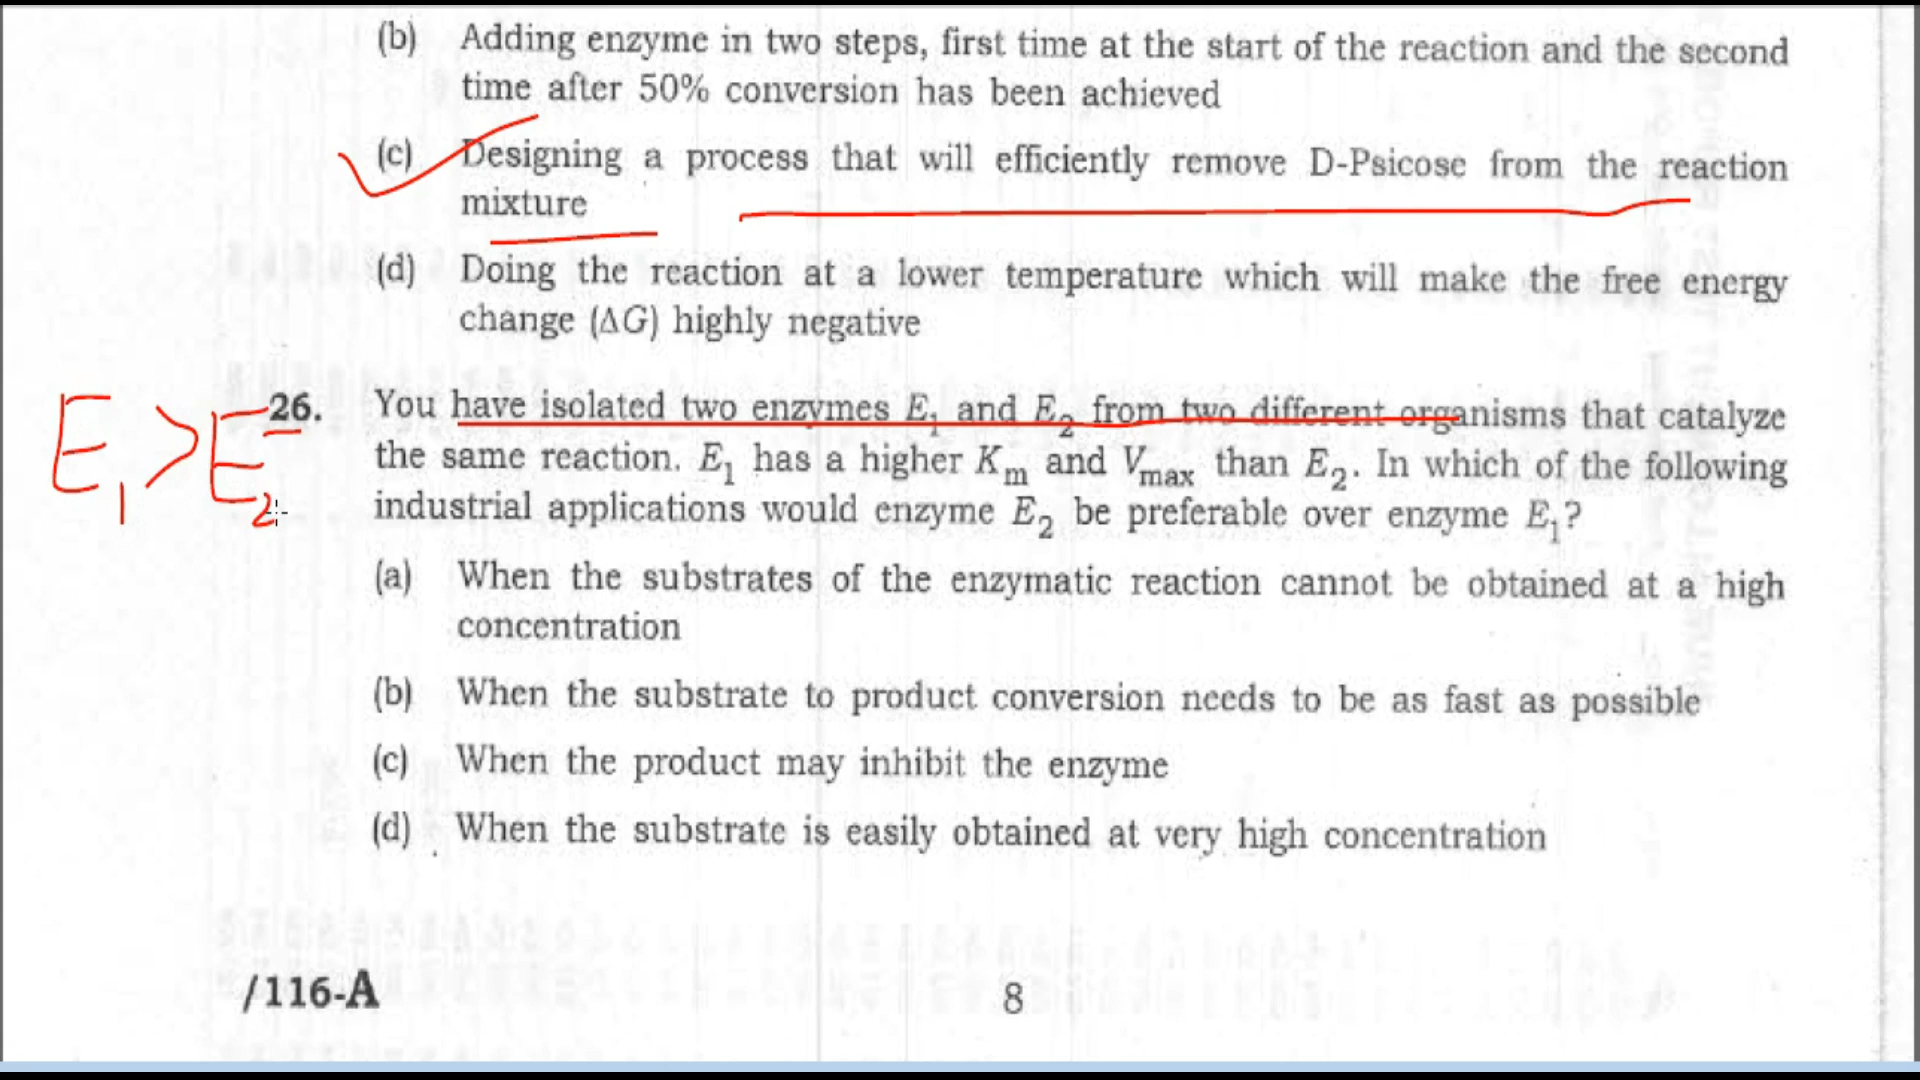 (b) Adding enzyme in two steps, first time at the start of the reaction and the second
time after 50% conversion has been achieved
(c) Designing a process that will efficiently remove D-Psicose from the reaction
mixture
(d) Doing the reaction at a lower temperature which will make the free energy
change (ΔG) highly negative
E₁ > E₂
26. You have isolated two enzymes E₁ and E₂ from two different organisms that catalyze
the same reaction. E₁ has a higher Kₘ and Vmax than E₂. In which of the following
industrial applications would enzyme E₂ be preferable over enzyme E₁?
(a) When the substrates of the enzymatic reaction cannot be obtained at a high
concentration
(b) When the substrate to product conversion needs to be as fast as possible
(c) When the product may inhibit the enzyme
(d) When the substrate is easily obtained at very high concentration
/116-A 8